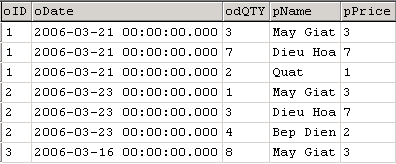 oID oDate odQTY pName pPrice
1 2006-03-21 00:00:00.000 3 May Giat 3
1 2006-03-21 00:00:00.000 7 Dieu Hoa 7
1 2006-03-21 00:00:00.000 2 Quat 1
2 2006-03-23 00:00:00.000 1 May Giat 3
2 2006-03-23 00:00:00.000 3 Dieu Hoa 7
2 2006-03-23 00:00:00.000 4 Bep Dien 2
3 2006-03-16 00:00:00.000 8 May Giat 3